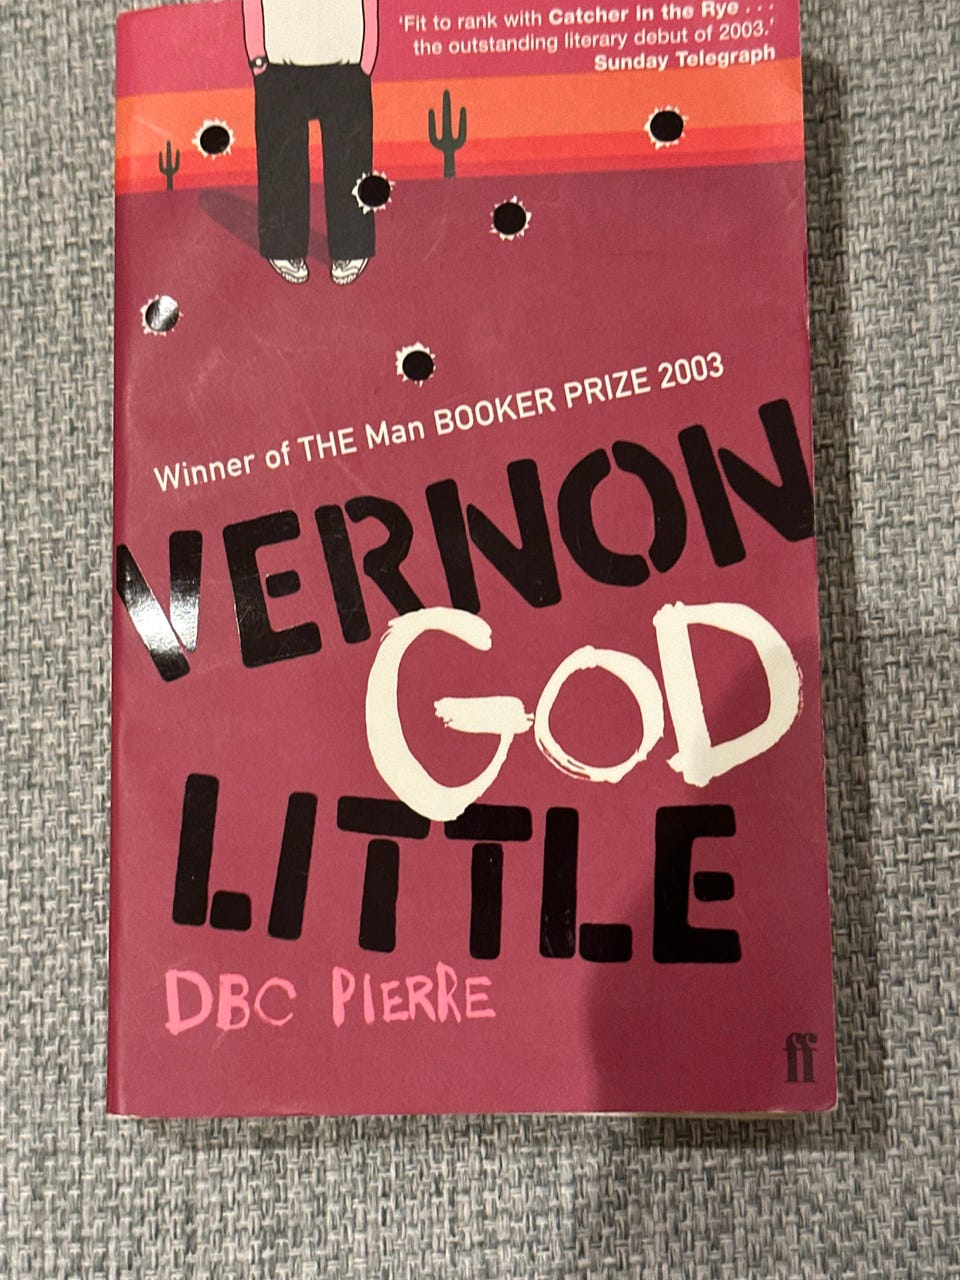 'Fit to rank with Catcher in the Rye . . .
the outstanding literary debut of 2003.'
Sunday Telegraph
Winner of THE Man BOOKER PRIZE 2003
VERNON
GOD
LITTLE
DBC PIERRE
ff